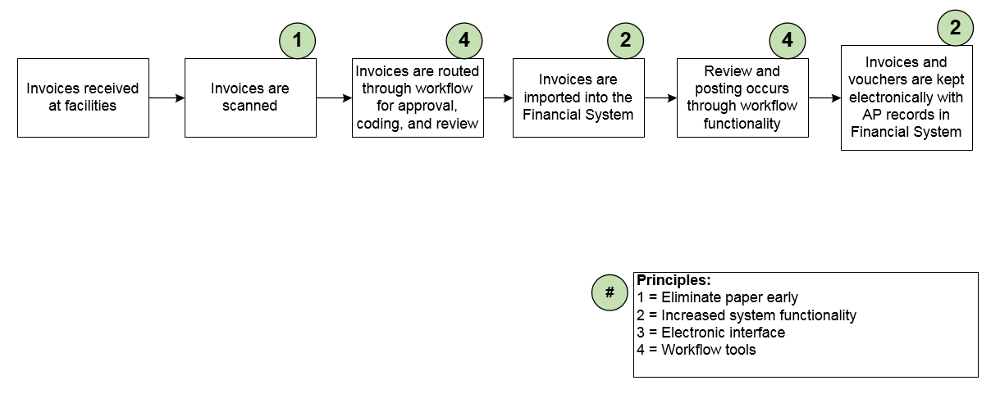 1
4
2
4
2
Invoices received
at facilities
Invoices are
scanned
Invoices are routed
through workflow
for approval,
coding, and review
Invoices are
imported into the
Financial System
Review and
posting occurs
through workflow
functionality
Invoices and
vouchers are kept
electronically with
AP records in
Financial System
#
Principles:
1 = Eliminate paper early
2 = Increased system functionality
3 = Electronic interface
4 = Workflow tools